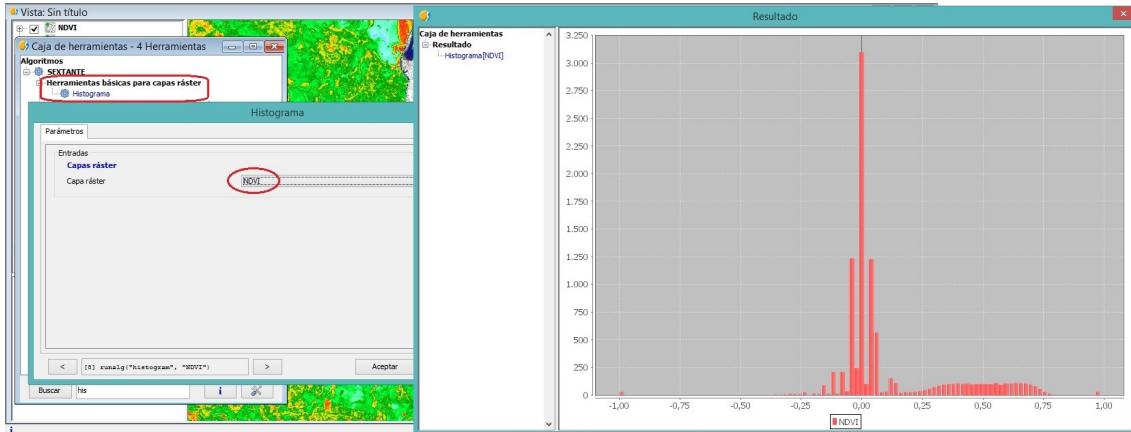 Vista: Sin título
NDVI
Caja de herramientas - 4 Herramientas
Algoritmos
SEXTANTE
Herramientas básicas para capas ráster
Histograma
Histograma
Parámetros
Entradas
Capas ráster
Capa ráster
NDVI
< [8] runalg("histogram", "NDVI") > Aceptar
Buscar his i
i
Resultado
Caja de herramientas
Resultado
Histograma[NDVI]
3.250
3.000
2.750
2.500
2.250
2.000
1.750
1.500
1.250
1.000
750
500
250
0
-1,00 -0,75 -0,50 -0,25 0,00 0,25 0,50 0,75 1,00
NDVI